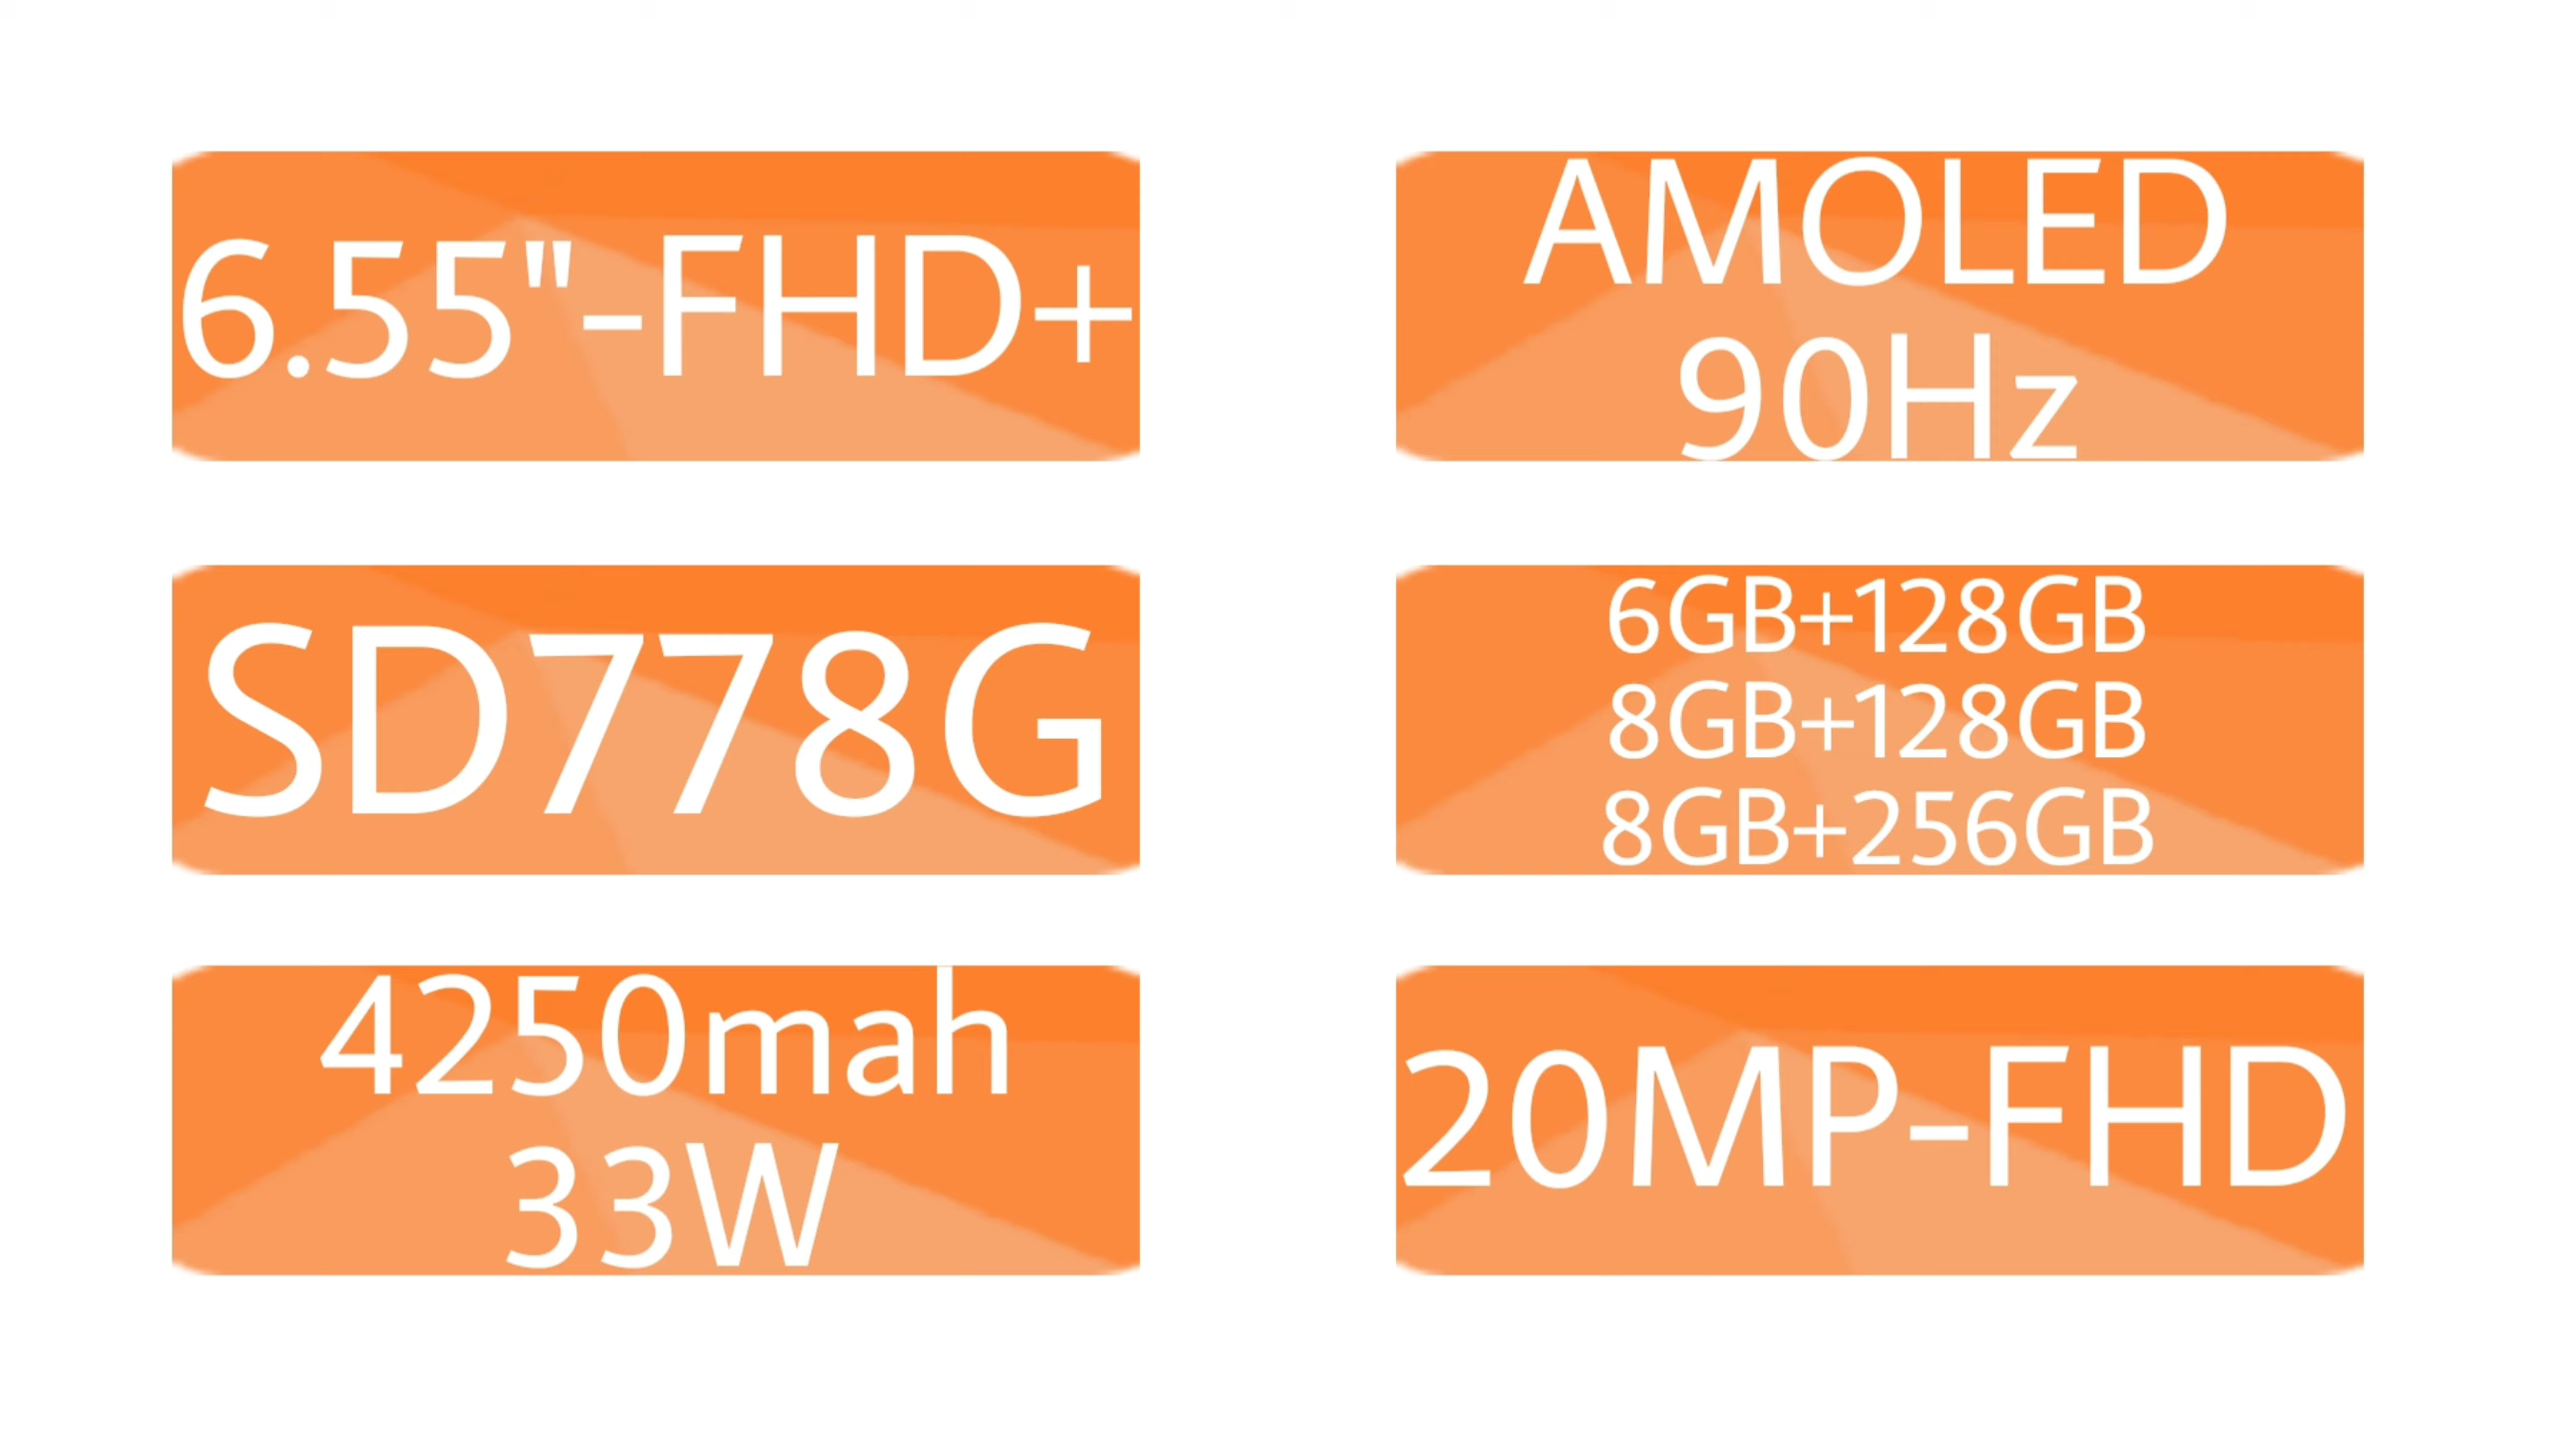 6.55"-FHD+
AMOLED
90Hz
SD778G
6GB+128GB
8GB+128GB
8GB+256GB
4250mah
33W
20MP-FHD